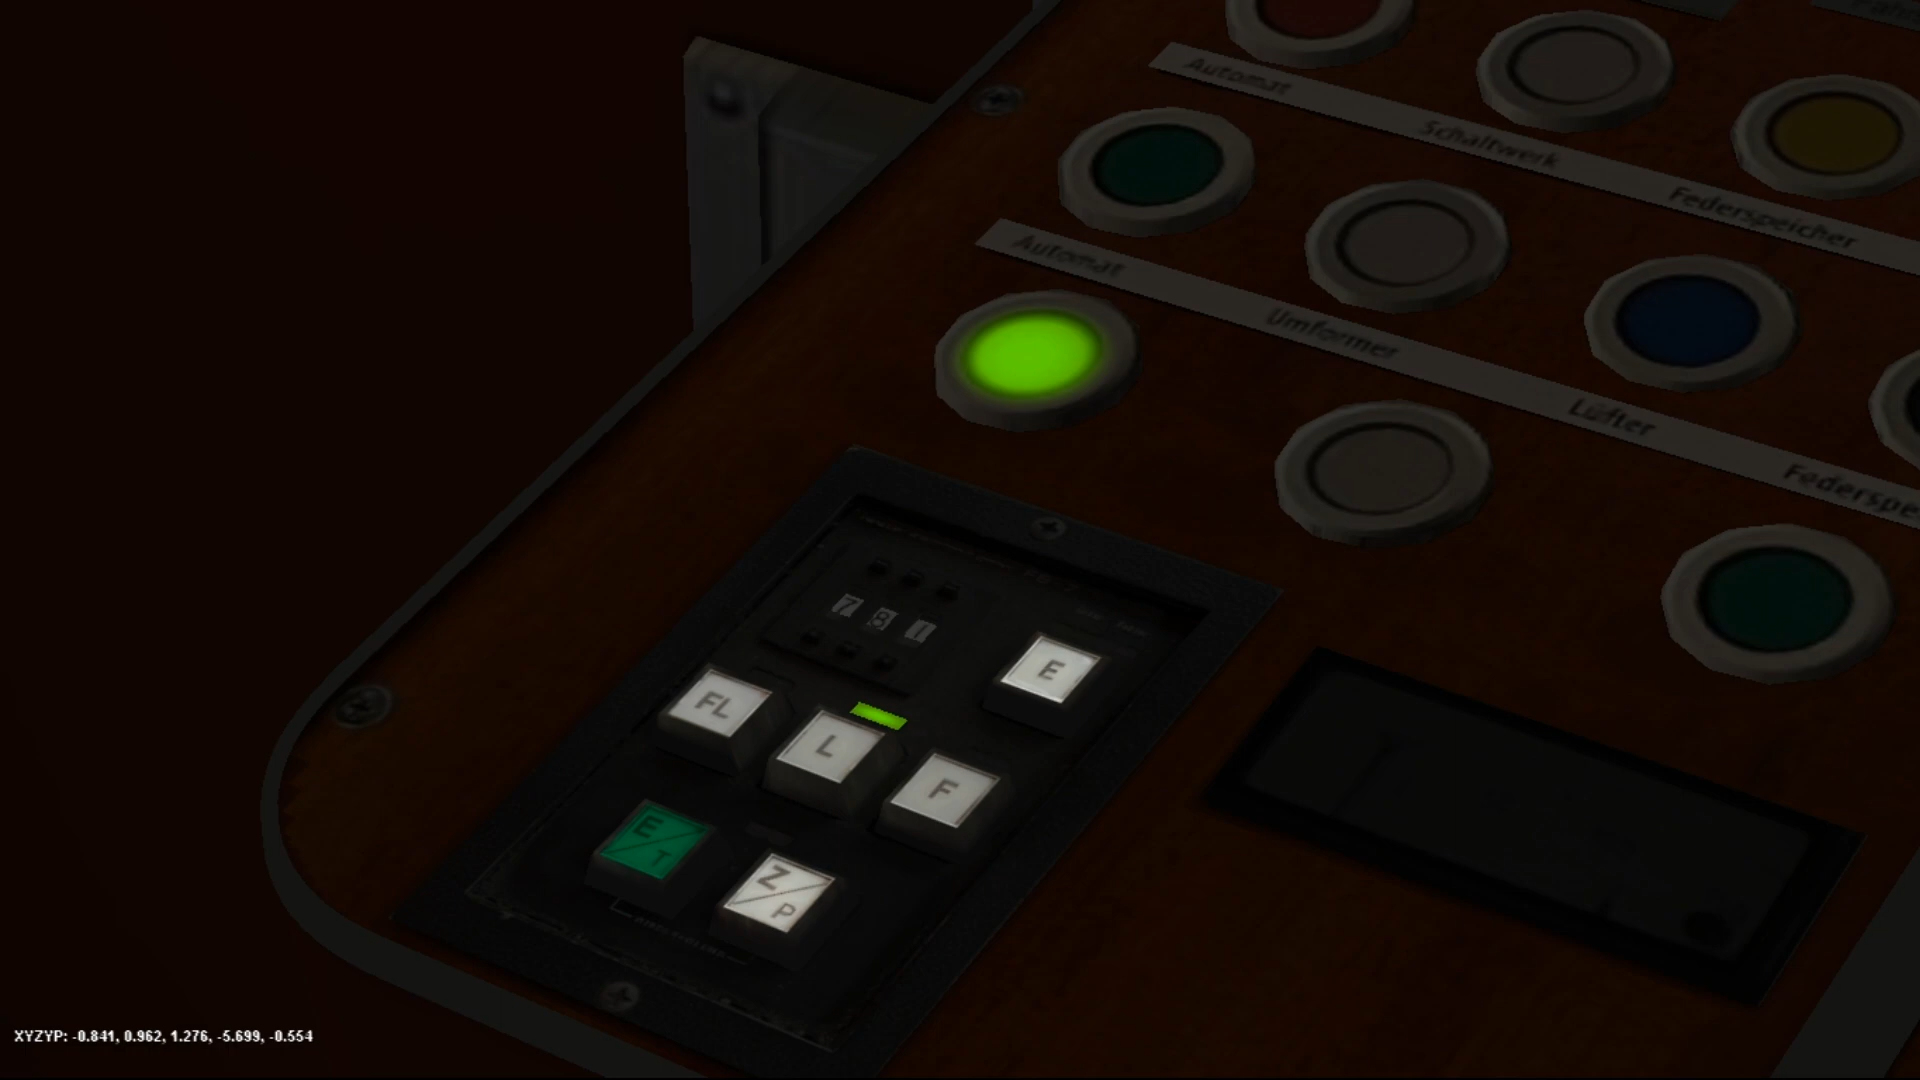 Automat
Schaltwerk
Federspeicher
Automat
Umformer
Lüfter
Federspe
781
E
FL
L
F
E/T
Z/P
XYZYP: -0.841, 0.962, 1.276, -5.699, -0.554